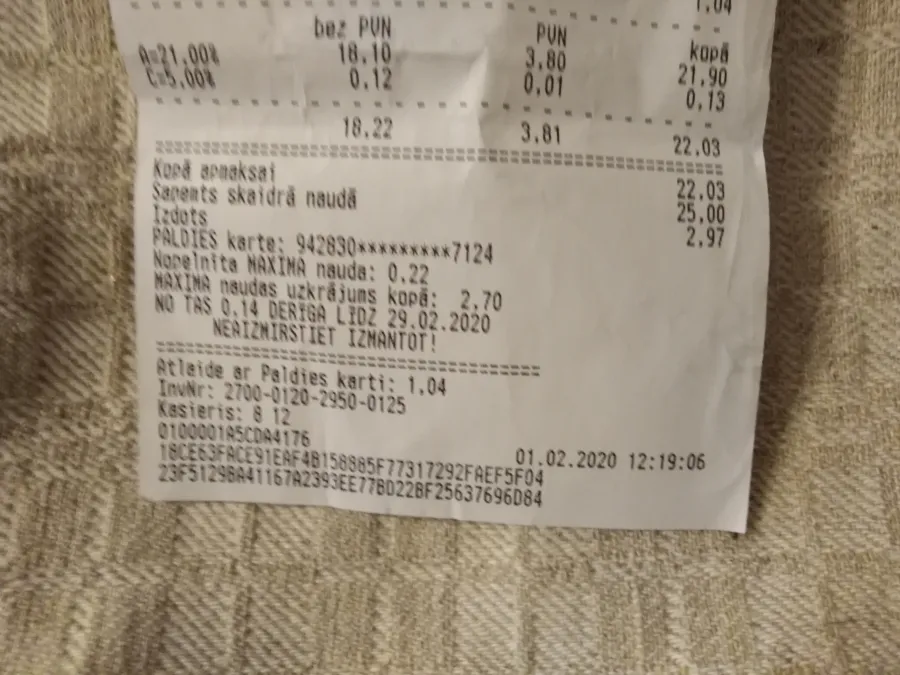 1.04
bez PVN PVN kopā
A=21.00% 18.10 3.80 21.90
C=5.00% 0.12 0.01 0.13
18.22 3.81 22.03
Kopā apmaksai 22.03
Saņemts skaidrā naudā 25.00
Izdots 2.97
PALDIES karte: 942830*********7124
Nopelnīta MAXIMA nauda: 0.22
MAXIMA naudas uzkrājums kopā: 2.70
NO TAS 0.14 DERĪGA LĪDZ 29.02.2020
NEAIZMIRSTIET IZMANTOT!
Atlaide ar Paldies karti: 1.04
InvNr: 2700-0120-2950-0125
Kasieris: 8 12
0100001A5CDA4176 01.02.2020 12:19:06
18CE63FACE91EAF4B158885F77317292FAEF5F04
23F5129BA41167A2393EE77BD22BF25637696D84